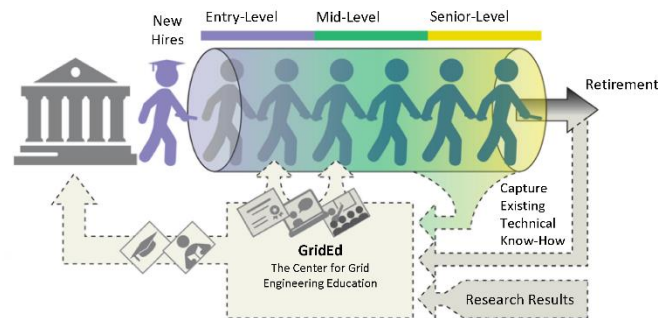 New
Hires
Entry-Level
Mid-Level
Senior-Level
Retirement
Capture
Existing
Technical
Know-How
GridEd
The Center for Grid
Engineering Education
Research Results